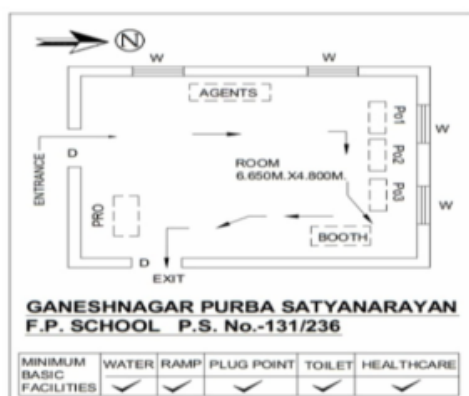 N
W W
AGENTS
W
Po1
Po2
Po3
W
D
ENTRANCE
ROOM
6.650M.X4.800M.
PRO
BOOTH
D
EXIT
GANESHNAGAR PURBA SATYANARAYAN
F.P. SCHOOL P.S. No.-131/236
MINIMUM BASIC FACILITIES WATER RAMP PLUG POINT TOILET HEALTHCARE